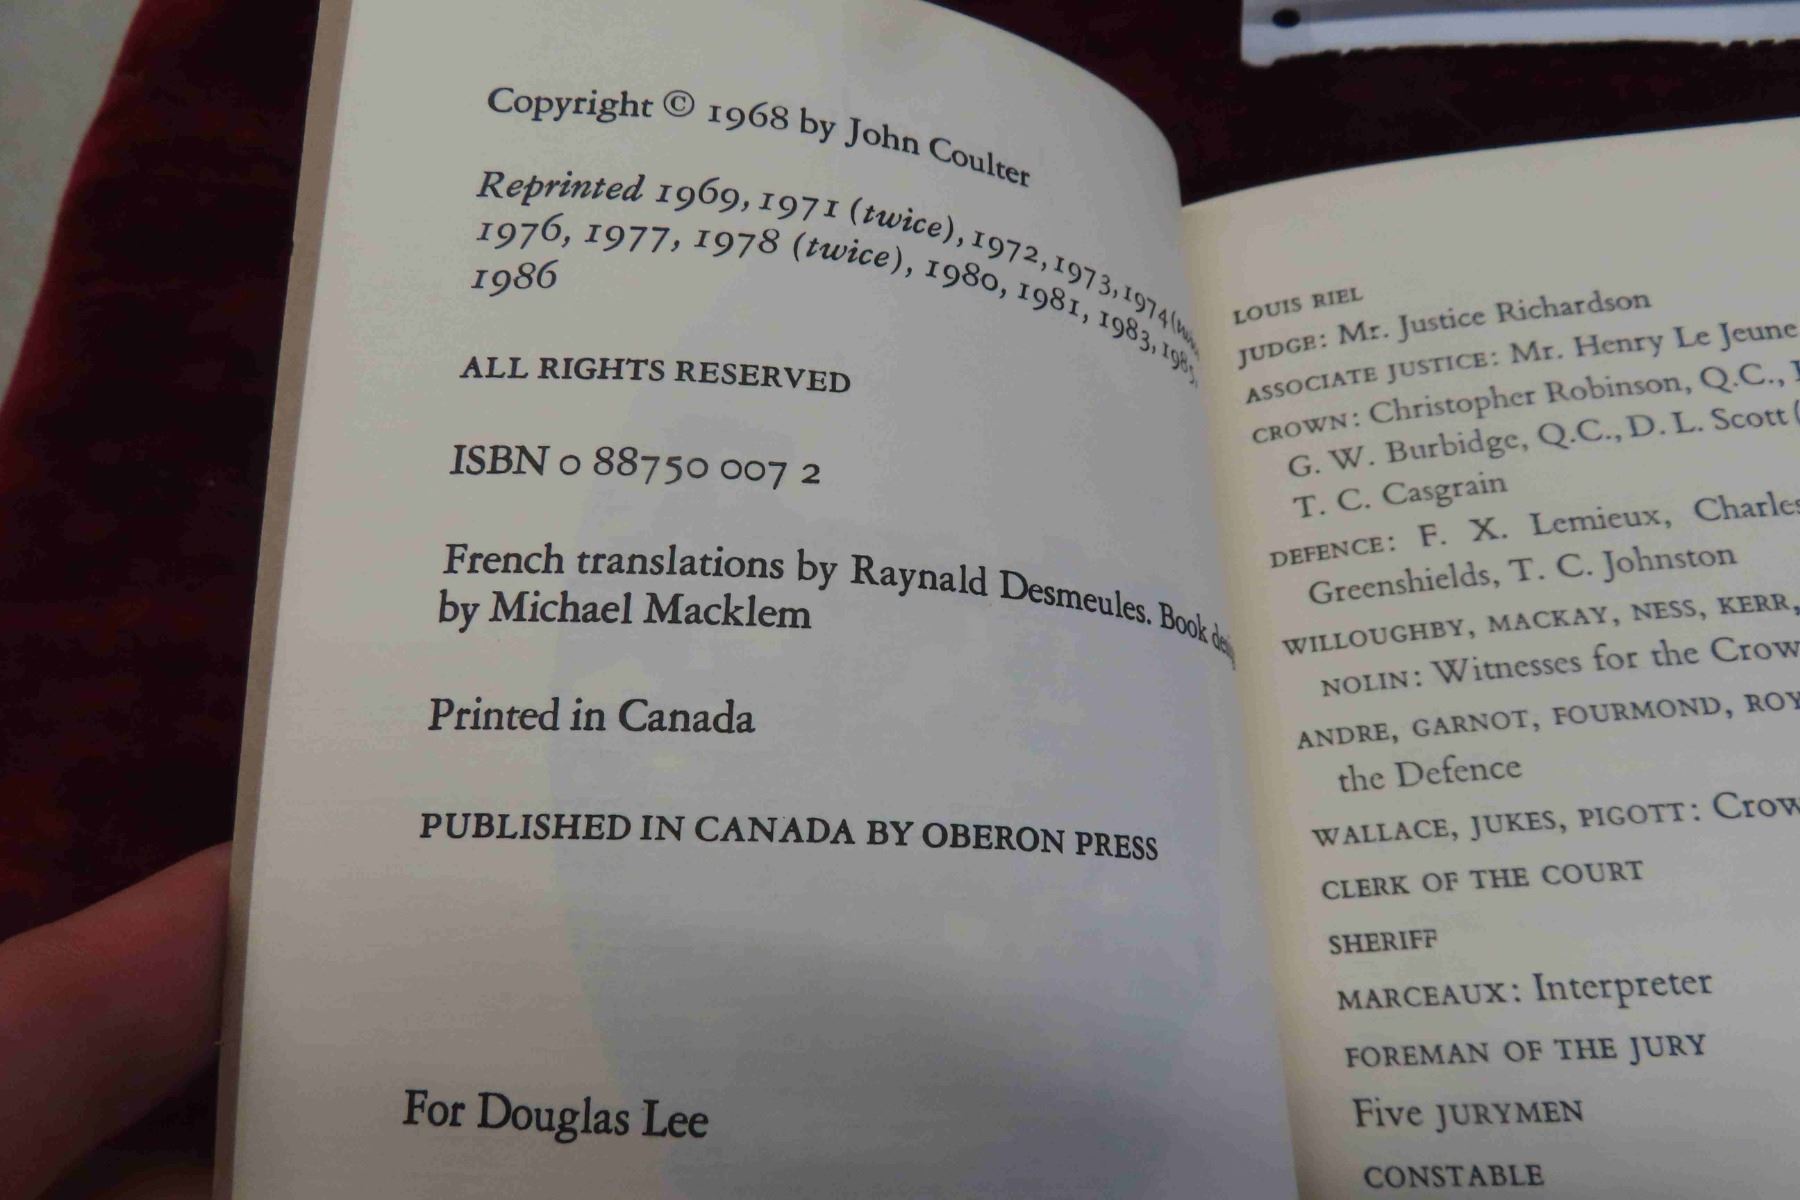 Copyright © 1968 by John Coulter
Reprinted 1969, 1971 (twice), 1972, 1973, 1974
1976, 1977, 1978 (twice), 1980, 1981, 1983, 1985,
1986
ALL RIGHTS RESERVED
ISBN 0 88750 007 2
French translations by Raynald Desmeules. Book
by Michael Macklem
Printed in Canada
PUBLISHED IN CANADA BY OBERON PRESS
For Douglas Lee
LOUIS RIEL
JUDGE: Mr. Justice Richardson
ASSOCIATE JUSTICE: Mr. Henry Le Jeune
CROWN: Christopher Robinson, Q.C.,
G. W. Burbidge, Q.C., D. L. Scott (
T. C. Casgrain
DEFENCE: F. X. Lemieux, Charles
Greenshields, T. C. Johnston
WILLOUGHBY, MACKAY, NESS, KERR,
NOLIN: Witnesses for the Crow
ANDRE, GARNOT, FOURMOND, ROY
the Defence
WALLACE, JUKES, PIGOTT: Crow
CLERK OF THE COURT
SHERIFF
MARCEAUX: Interpreter
FOREMAN OF THE JURY
Five JURYMEN
CONSTABLE